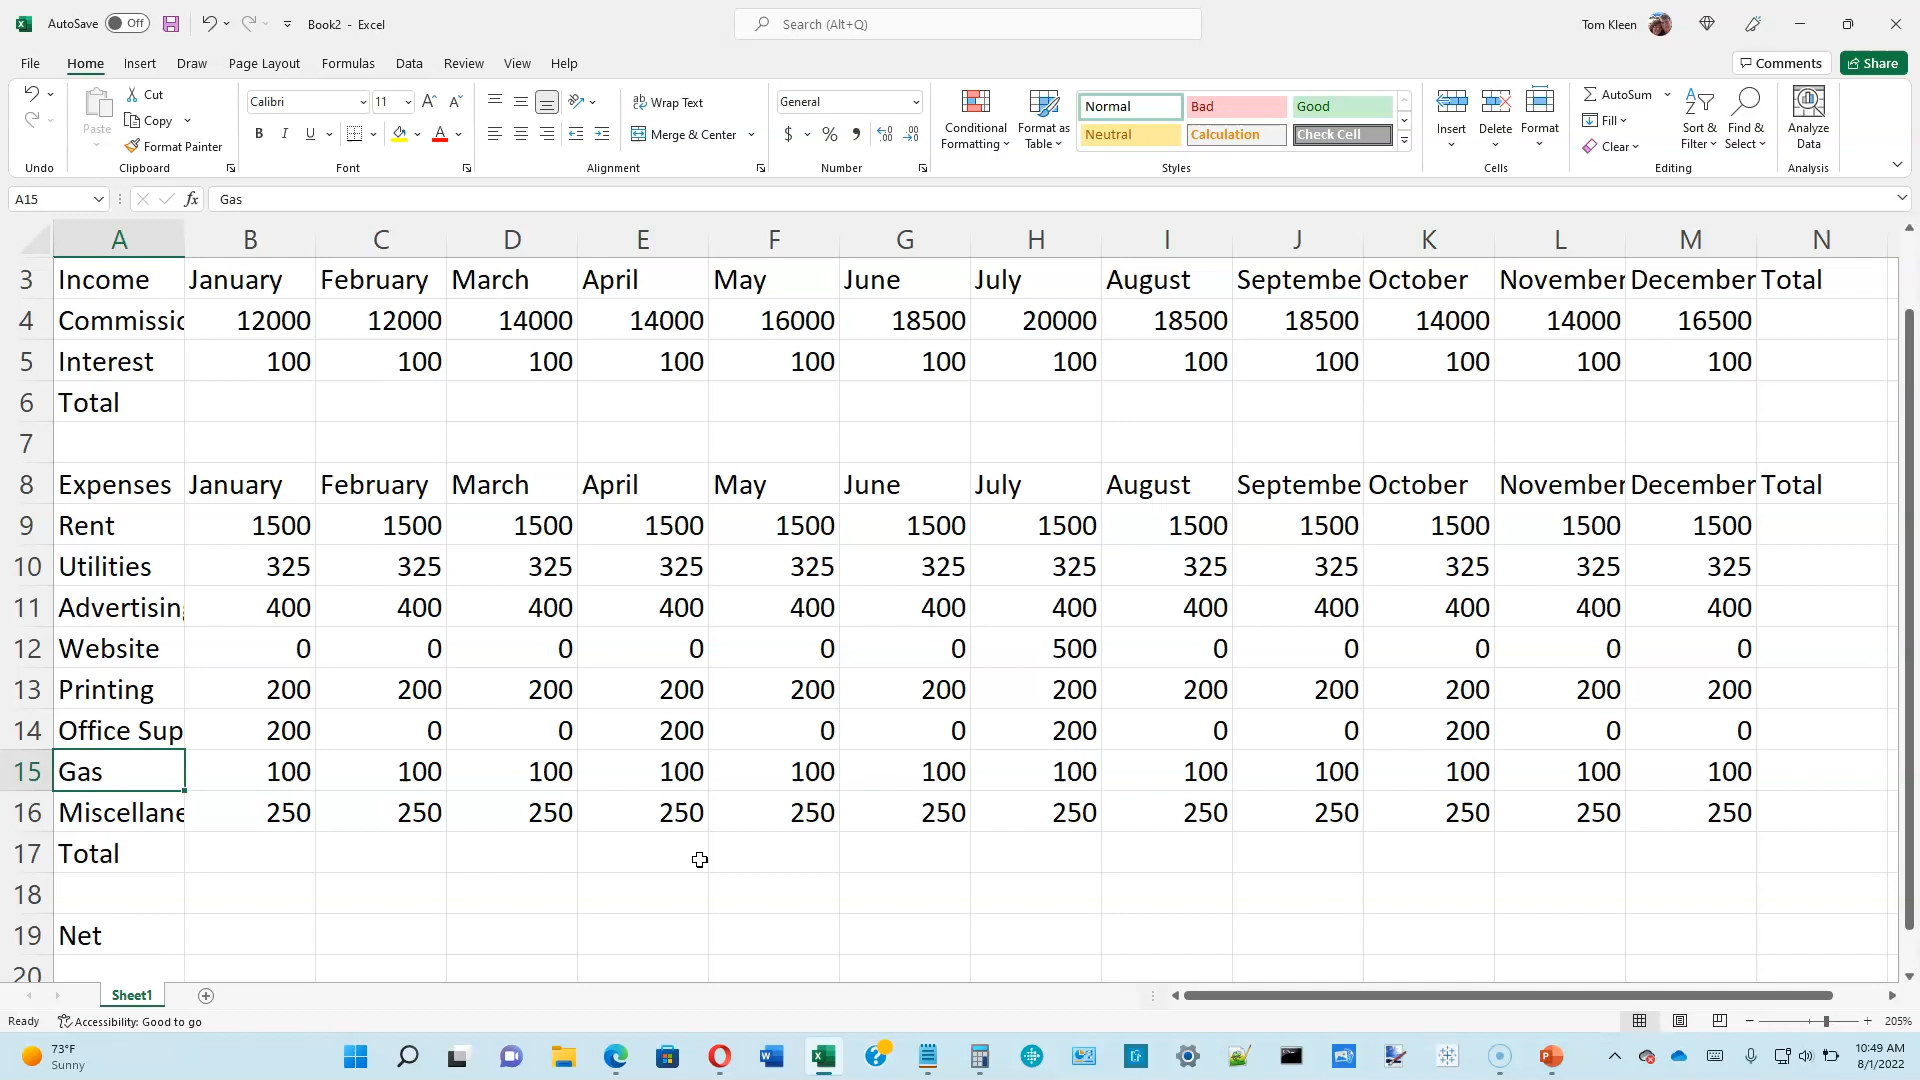 AutoSave Off Book2 - Excel Search (Alt+Q) Tom Kleen
File Home Insert Draw Page Layout Formulas Data Review View Help Comments Share
Paste Cut Copy Format Painter
Calibri 11 B I U A
Wrap Text Merge & Center
General $ %
Conditional Formatting Format as Table
Normal Bad Good
Neutral Calculation Check Cell
Insert Delete Format
AutoSum Fill Clear
Sort & Filter Find & Select
Analyze Data
Undo Clipboard Font Alignment Number Styles Cells Editing Analysis
A15 fx Gas
A B C D E F G H I J K L M N
3 Income January February March April May June July August Septembe October November December Total
4 Commissio 12000 12000 14000 14000 16000 18500 20000 18500 18500 14000 14000 16500
5 Interest 100 100 100 100 100 100 100 100 100 100 100 100
6 Total
7
8 Expenses January February March April May June July August Septembe October November December Total
9 Rent 1500 1500 1500 1500 1500 1500 1500 1500 1500 1500 1500 1500
10 Utilities 325 325 325 325 325 325 325 325 325 325 325 325
11 Advertising 400 400 400 400 400 400 400 400 400 400 400 400
12 Website 0 0 0 0 0 0 500 0 0 0 0 0
13 Printing 200 200 200 200 200 200 200 200 200 200 200 200
14 Office Sup 200 0 0 200 0 0 200 0 0 200 0 0
15 Gas 100 100 100 100 100 100 100 100 100 100 100 100
16 Miscellane 250 250 250 250 250 250 250 250 250 250 250 250
17 Total
18
19 Net
20
Sheet1
Ready Accessibility: Good to go 205%
73°F 10:49 AM
Sunny 8/1/2022